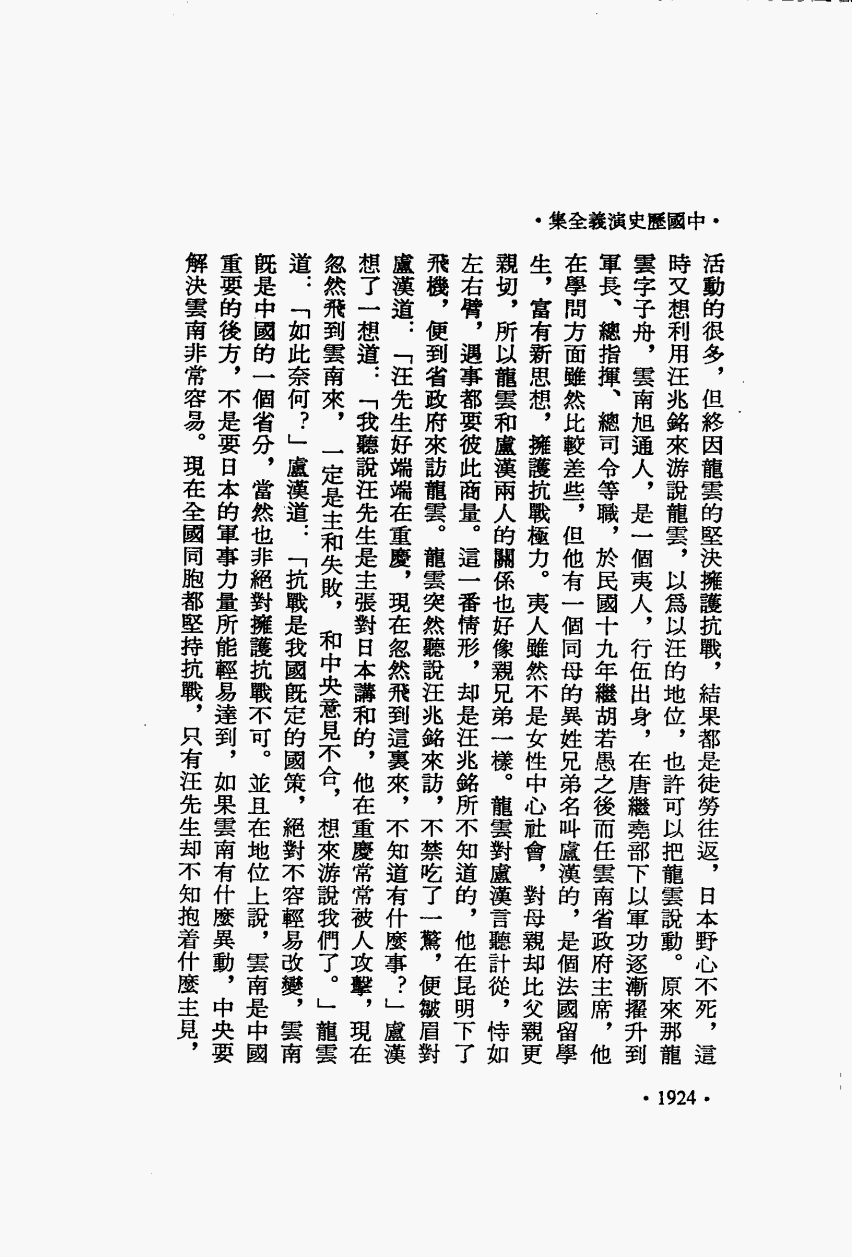 •中國歷史演義全集•
活動的很多，但終因龍雲的堅決擁護抗戰，結果都是徒勞往返，日本野心不死，這
時又想利用汪兆銘來游說龍雲，以爲以汪的地位，也許可以把龍雲說動。原來那龍
雲字子舟，雲南旭通人，是一個夷人，行伍出身，在唐繼堯部下以軍功逐漸擢升到
軍長、總指揮、總司令等職，於民國十九年繼胡若愚之後而任雲南省政府主席，他
在學問方面雖然比較差些，但他有一個同母的異姓兄弟名叫盧漢的，是個法國留學
生，富有新思想，擁護抗戰極力。夷人雖然不是女性中心社會，對母親却比父親更
親切，所以龍雲和盧漢兩人的關係也好像親兄弟一樣。龍雲對盧漢言聽計從，恃如
左右臂，遇事都要彼此商量。這一番情形，却是汪兆銘所不知道的，他在昆明下了
飛機，便到省政府來訪龍雲。龍雲突然聽說汪兆銘來訪，不禁吃了一驚，便皺眉對
盧漢道：「汪先生好端端在重慶，現在忽然飛到這裏來，不知道有什麼事？」盧漢
想了一想道：「我聽說汪先生是主張對日本講和的，他在重慶常常被人攻擊，現在
忽然飛到雲南來，一定是主和失敗，和中央意見不合，想來游說我們了。」龍雲
道：「如此奈何？」盧漢道：「抗戰是我國旣定的國策，絕對不容輕易改變，雲南
旣是中國的一個省分，當然也非絕對擁護抗戰不可。並且在地位上說，雲南是中國
重要的後方，不是要日本的軍事力量所能輕易達到，如果雲南有什麼異動，中央要
解決雲南非常容易。現在全國同胞都堅持抗戰，只有汪先生却不知抱着什麼主見，
•1924•